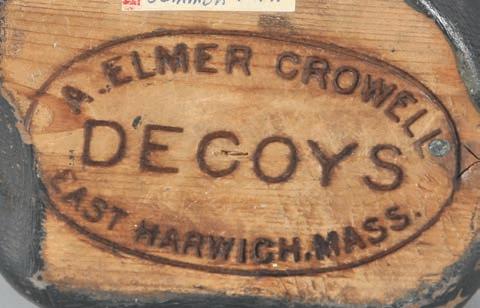 A. ELMER CROWELL
DECOYS
EAST HARWICH, MASS.